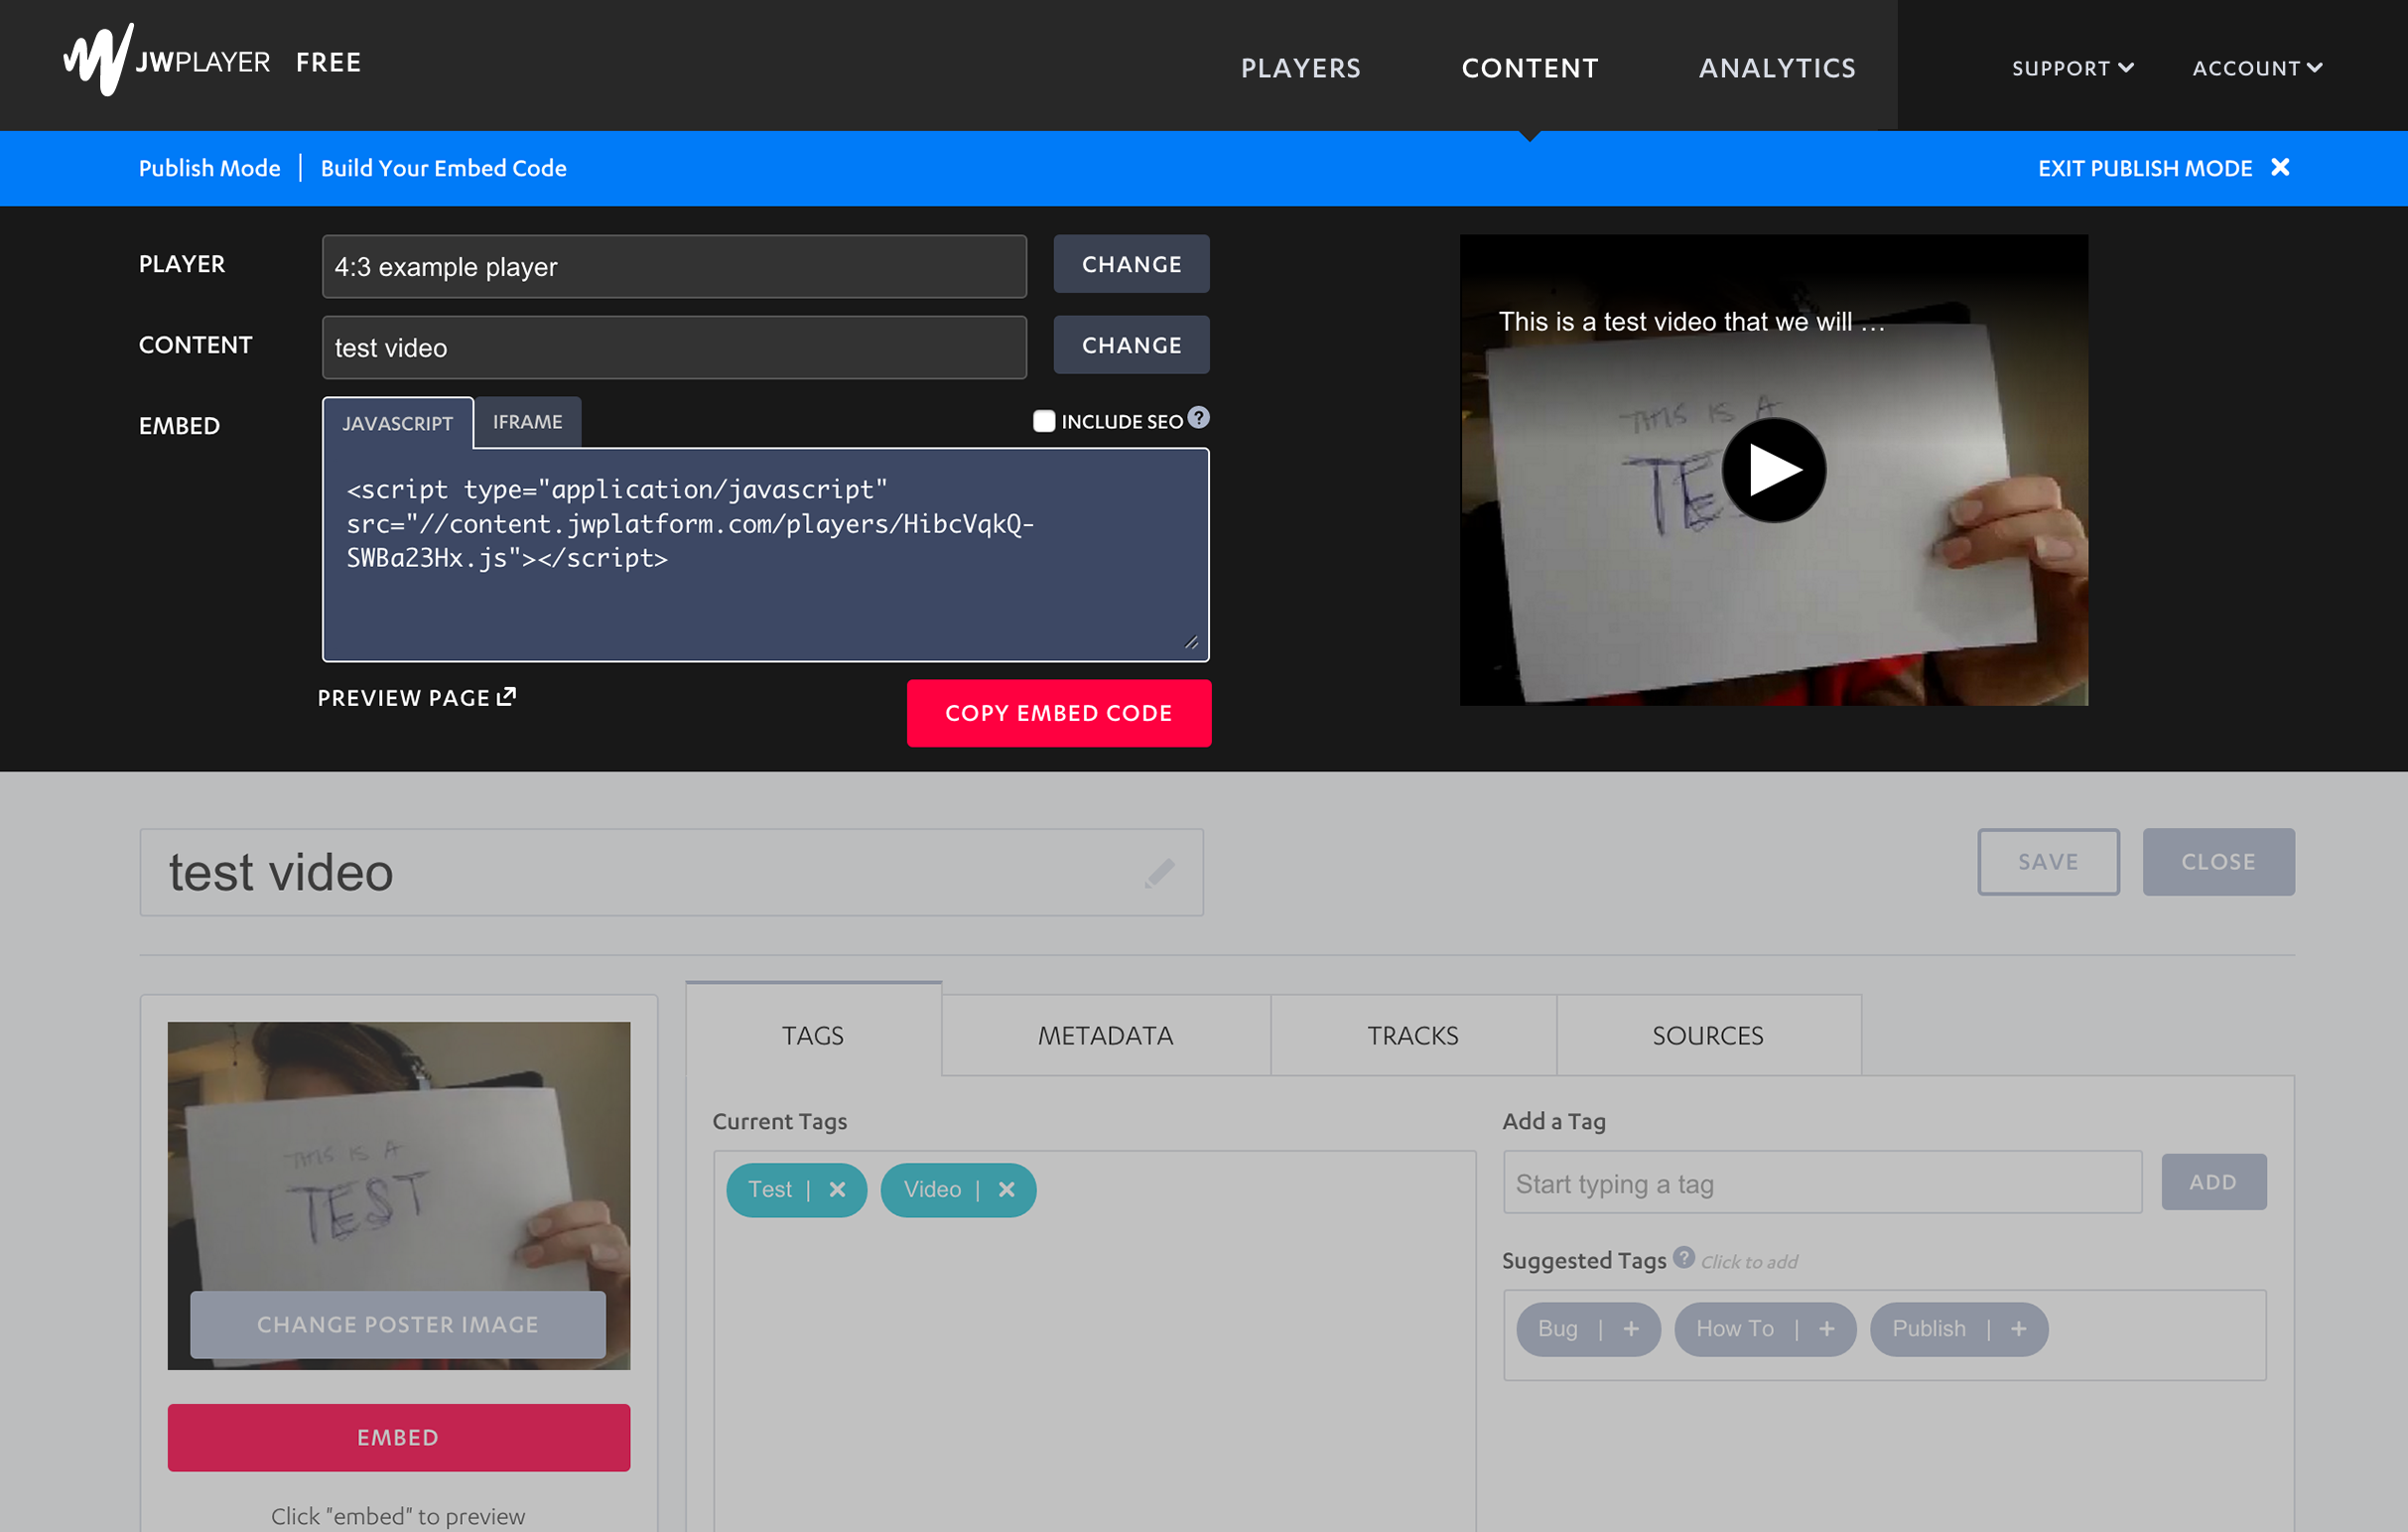 JWPLAYER FREE
PLAYERS CONTENT ANALYTICS SUPPORT ACCOUNT
Publish Mode | Build Your Embed Code EXIT PUBLISH MODE
PLAYER 4:3 example player CHANGE
CONTENT test video CHANGE
EMBED JAVASCRIPT IFRAME INCLUDE SEO ?
<script type="application/javascript"
src="//content.jwplatform.com/players/HibcVqkQ-
SWBa23Hx.js"></script>
PREVIEW PAGE COPY EMBED CODE
This is a test video that we will ...
THIS IS A
TE
test video SAVE CLOSE
THIS IS A
TEST
CHANGE POSTER IMAGE
EMBED
Click "embed" to preview
TAGS METADATA TRACKS SOURCES
Current Tags
Test | Video |
Add a Tag
Start typing a tag ADD
Suggested Tags ? Click to add
Bug | + How To | + Publish | +